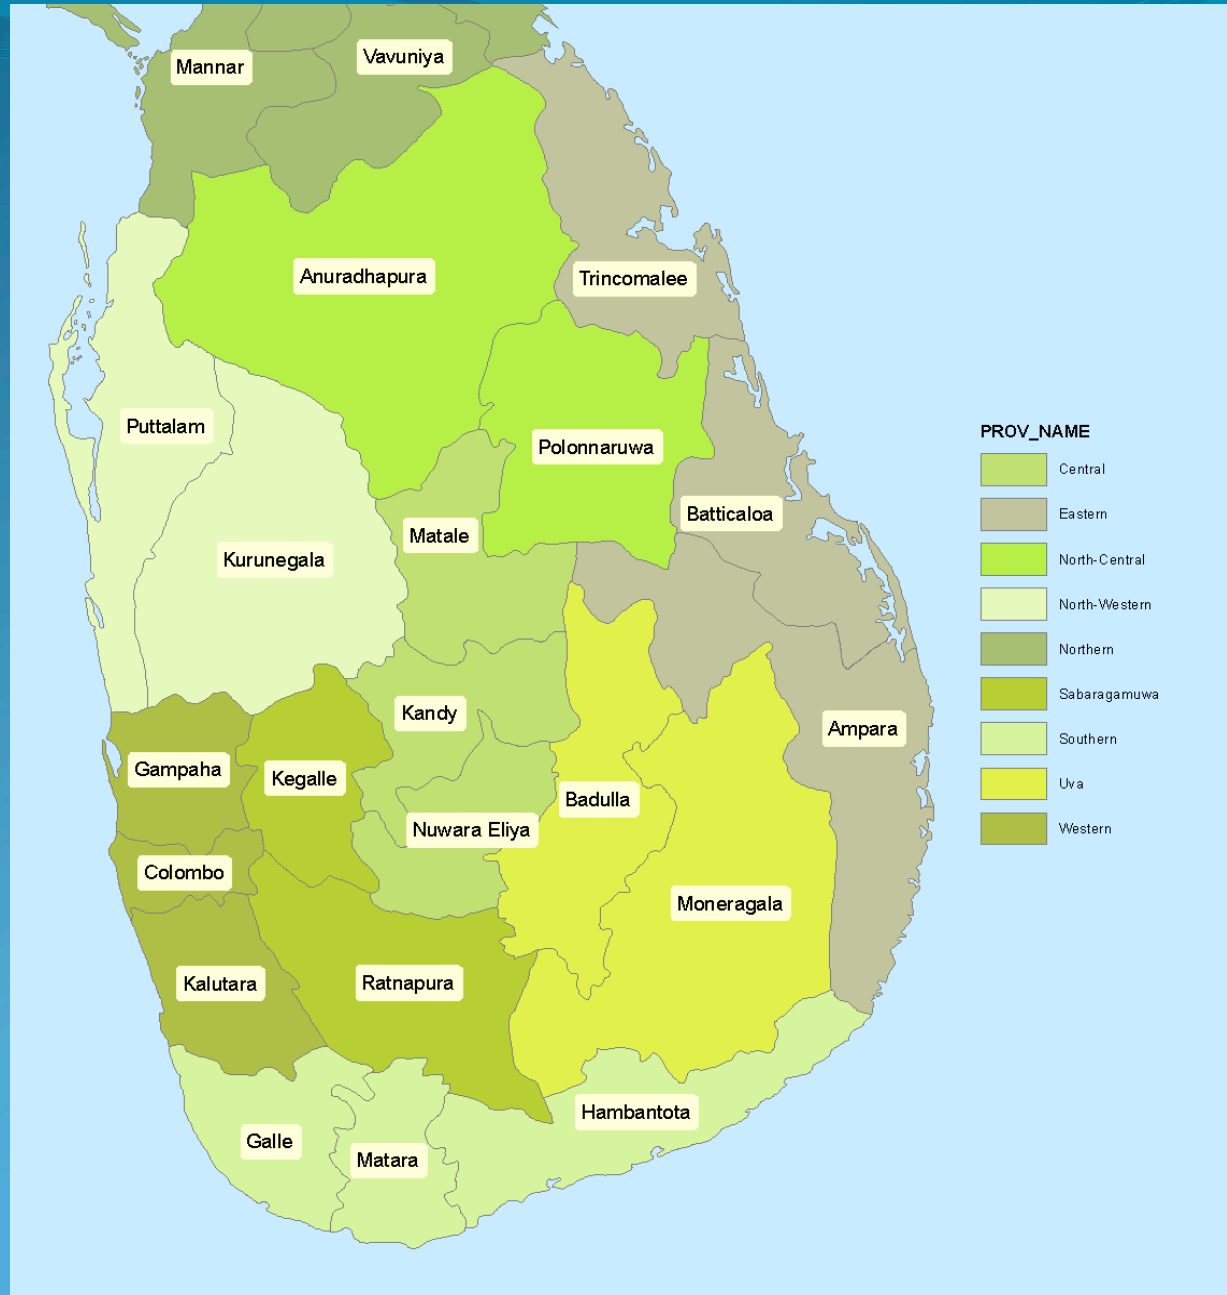 Vavuniya
Mannar
Anuradhapura
Trincomalee
Puttalam
Polonnaruwa
Batticaloa
Matale
Kurunegala
Kandy
Ampara
Gampaha
Kegalle
Badulla
Nuwara Eliya
Colombo
Moneragala
Kalutara
Ratnapura
Hambantota
Galle
Matara
PROV_NAME
Central
Eastern
North-Central
North-Western
Northern
Sabaragamuwa
Southern
Uva
Western